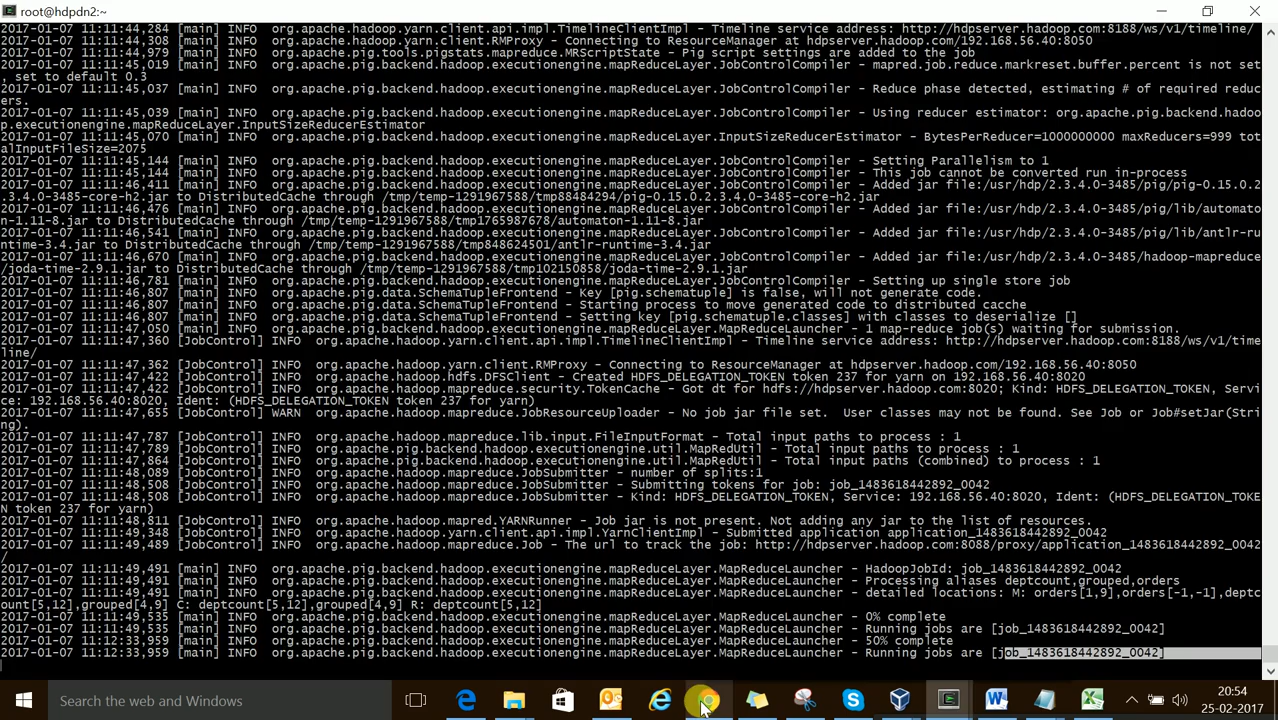 root@hdpdn2:~
2017-01-07 11:11:44,284 [main] INFO  org.apache.hadoop.yarn.client.api.impl.TimelineClientImpl - Timeline service address: http://hdpserver.hadoop.com:8188/ws/v1/timeline/
2017-01-07 11:11:44,308 [main] INFO  org.apache.hadoop.yarn.client.RMProxy - Connecting to ResourceManager at hdpserver.hadoop.com/192.168.56.40:8050
2017-01-07 11:11:44,979 [main] INFO  org.apache.pig.tools.pigstats.mapreduce.MRScriptState - Pig script settings are added to the job
2017-01-07 11:11:45,019 [main] INFO  org.apache.pig.backend.hadoop.executionengine.mapReduceLayer.JobControlCompiler - mapred.job.reduce.markreset.buffer.percent is not set
, set to default 0.3
2017-01-07 11:11:45,037 [main] INFO  org.apache.pig.backend.hadoop.executionengine.mapReduceLayer.JobControlCompiler - Reduce phase detected, estimating # of required reduc
ers.
2017-01-07 11:11:45,039 [main] INFO  org.apache.pig.backend.hadoop.executionengine.mapReduceLayer.JobControlCompiler - Using reducer estimator: org.apache.pig.backend.hadoo
p.executionengine.mapReduceLayer.InputSizeReducerEstimator
2017-01-07 11:11:45,070 [main] INFO  org.apache.pig.backend.hadoop.executionengine.mapReduceLayer.InputSizeReducerEstimator - BytesPerReducer=1000000000 maxReducers=999 tot
alInputFileSize=2075
2017-01-07 11:11:45,144 [main] INFO  org.apache.pig.backend.hadoop.executionengine.mapReduceLayer.JobControlCompiler - Setting Parallelism to 1
2017-01-07 11:11:45,144 [main] INFO  org.apache.pig.backend.hadoop.executionengine.mapReduceLayer.JobControlCompiler - This job cannot be converted run in-process
2017-01-07 11:11:46,411 [main] INFO  org.apache.pig.backend.hadoop.executionengine.mapReduceLayer.JobControlCompiler - Added jar file:/usr/hdp/2.3.4.0-3485/pig/pig-0.15.0.2
.3.4.0-3485-core-h2.jar to DistributedCache through /tmp/temp-1291967588/tmp88484294/pig-0.15.0.2.3.4.0-3485-core-h2.jar
2017-01-07 11:11:46,476 [main] INFO  org.apache.pig.backend.hadoop.executionengine.mapReduceLayer.JobControlCompiler - Added jar file:/usr/hdp/2.3.4.0-3485/pig/lib/automato
n-1.11-8.jar to DistributedCache through /tmp/temp-1291967588/tmp1765987678/automaton-1.11-8.jar
2017-01-07 11:11:46,541 [main] INFO  org.apache.pig.backend.hadoop.executionengine.mapReduceLayer.JobControlCompiler - Added jar file:/usr/hdp/2.3.4.0-3485/pig/lib/antlr-ru
ntime-3.4.jar to DistributedCache through /tmp/temp-1291967588/tmp848624501/antlr-runtime-3.4.jar
2017-01-07 11:11:46,670 [main] INFO  org.apache.pig.backend.hadoop.executionengine.mapReduceLayer.JobControlCompiler - Added jar file:/usr/hdp/2.3.4.0-3485/hadoop-mapreduce
/joda-time-2.9.1.jar to DistributedCache through /tmp/temp-1291967588/tmp102150858/joda-time-2.9.1.jar
2017-01-07 11:11:46,781 [main] INFO  org.apache.pig.backend.hadoop.executionengine.mapReduceLayer.JobControlCompiler - Setting up single store job
2017-01-07 11:11:46,807 [main] INFO  org.apache.pig.data.SchemaTupleFrontend - Key [pig.schematuple] is false, will not generate code.
2017-01-07 11:11:46,807 [main] INFO  org.apache.pig.data.SchemaTupleFrontend - Starting process to move generated code to distributed cacche
2017-01-07 11:11:46,807 [main] INFO  org.apache.pig.data.SchemaTupleFrontend - Setting key [pig.schematuple.classes] with classes to deserialize []
2017-01-07 11:11:47,050 [main] INFO  org.apache.pig.backend.hadoop.executionengine.mapReduceLayer.MapReduceLauncher - 1 map-reduce job(s) waiting for submission.
2017-01-07 11:11:47,360 [JobControl] INFO  org.apache.hadoop.yarn.client.api.impl.TimelineClientImpl - Timeline service address: http://hdpserver.hadoop.com:8188/ws/v1/time
line/
2017-01-07 11:11:47,362 [JobControl] INFO  org.apache.hadoop.yarn.client.RMProxy - Connecting to ResourceManager at hdpserver.hadoop.com/192.168.56.40:8050
2017-01-07 11:11:47,422 [JobControl] INFO  org.apache.hadoop.hdfs.DFSClient - Created HDFS_DELEGATION_TOKEN token 237 for yarn on 192.168.56.40:8020
2017-01-07 11:11:47,422 [JobControl] INFO  org.apache.hadoop.mapreduce.security.TokenCache - Got dt for hdfs://hdpserver.hadoop.com:8020; Kind: HDFS_DELEGATION_TOKEN, Servi
ce: 192.168.56.40:8020, Ident: (HDFS_DELEGATION_TOKEN token 237 for yarn)
2017-01-07 11:11:47,655 [JobControl] WARN  org.apache.hadoop.mapreduce.JobResourceUploader - No job jar file set.  User classes may not be found. See Job or Job#setJar(Stri
ng).
2017-01-07 11:11:47,787 [JobControl] INFO  org.apache.hadoop.mapreduce.lib.input.FileInputFormat - Total input paths to process : 1
2017-01-07 11:11:47,789 [JobControl] INFO  org.apache.pig.backend.hadoop.executionengine.util.MapRedUtil - Total input paths to process : 1
2017-01-07 11:11:47,864 [JobControl] INFO  org.apache.pig.backend.hadoop.executionengine.util.MapRedUtil - Total input paths (combined) to process : 1
2017-01-07 11:11:48,089 [JobControl] INFO  org.apache.hadoop.mapreduce.JobSubmitter - number of splits:1
2017-01-07 11:11:48,508 [JobControl] INFO  org.apache.hadoop.mapreduce.JobSubmitter - Submitting tokens for job: job_1483618442892_0042
2017-01-07 11:11:48,508 [JobControl] INFO  org.apache.hadoop.mapreduce.JobSubmitter - Kind: HDFS_DELEGATION_TOKEN, Service: 192.168.56.40:8020, Ident: (HDFS_DELEGATION_TOKE
N token 237 for yarn)
2017-01-07 11:11:48,811 [JobControl] INFO  org.apache.hadoop.mapred.YARNRunner - Job jar is not present. Not adding any jar to the list of resources.
2017-01-07 11:11:49,348 [JobControl] INFO  org.apache.hadoop.yarn.client.api.impl.YarnClientImpl - Submitted application application_1483618442892_0042
2017-01-07 11:11:49,489 [JobControl] INFO  org.apache.hadoop.mapreduce.Job - The url to track the job: http://hdpserver.hadoop.com:8088/proxy/application_1483618442892_0042
/
2017-01-07 11:11:49,491 [main] INFO  org.apache.pig.backend.hadoop.executionengine.mapReduceLayer.MapReduceLauncher - HadoopJobId: job_1483618442892_0042
2017-01-07 11:11:49,491 [main] INFO  org.apache.pig.backend.hadoop.executionengine.mapReduceLayer.MapReduceLauncher - Processing aliases deptcount,grouped,orders
2017-01-07 11:11:49,491 [main] INFO  org.apache.pig.backend.hadoop.executionengine.mapReduceLayer.MapReduceLauncher - detailed locations: M: orders[1,9],orders[-1,-1],deptc
ount[5,12],grouped[4,9] C: deptcount[5,12],grouped[4,9] R: deptcount[5,12]
2017-01-07 11:11:49,535 [main] INFO  org.apache.pig.backend.hadoop.executionengine.mapReduceLayer.MapReduceLauncher - 0% complete
2017-01-07 11:11:49,535 [main] INFO  org.apache.pig.backend.hadoop.executionengine.mapReduceLayer.MapReduceLauncher - Running jobs are [job_1483618442892_0042]
2017-01-07 11:12:33,959 [main] INFO  org.apache.pig.backend.hadoop.executionengine.mapReduceLayer.MapReduceLauncher - 50% complete
2017-01-07 11:12:33,959 [main] INFO  org.apache.pig.backend.hadoop.executionengine.mapReduceLayer.MapReduceLauncher - Running jobs are [job_1483618442892_0042]
Search the web and Windows
20:54
25-02-2017